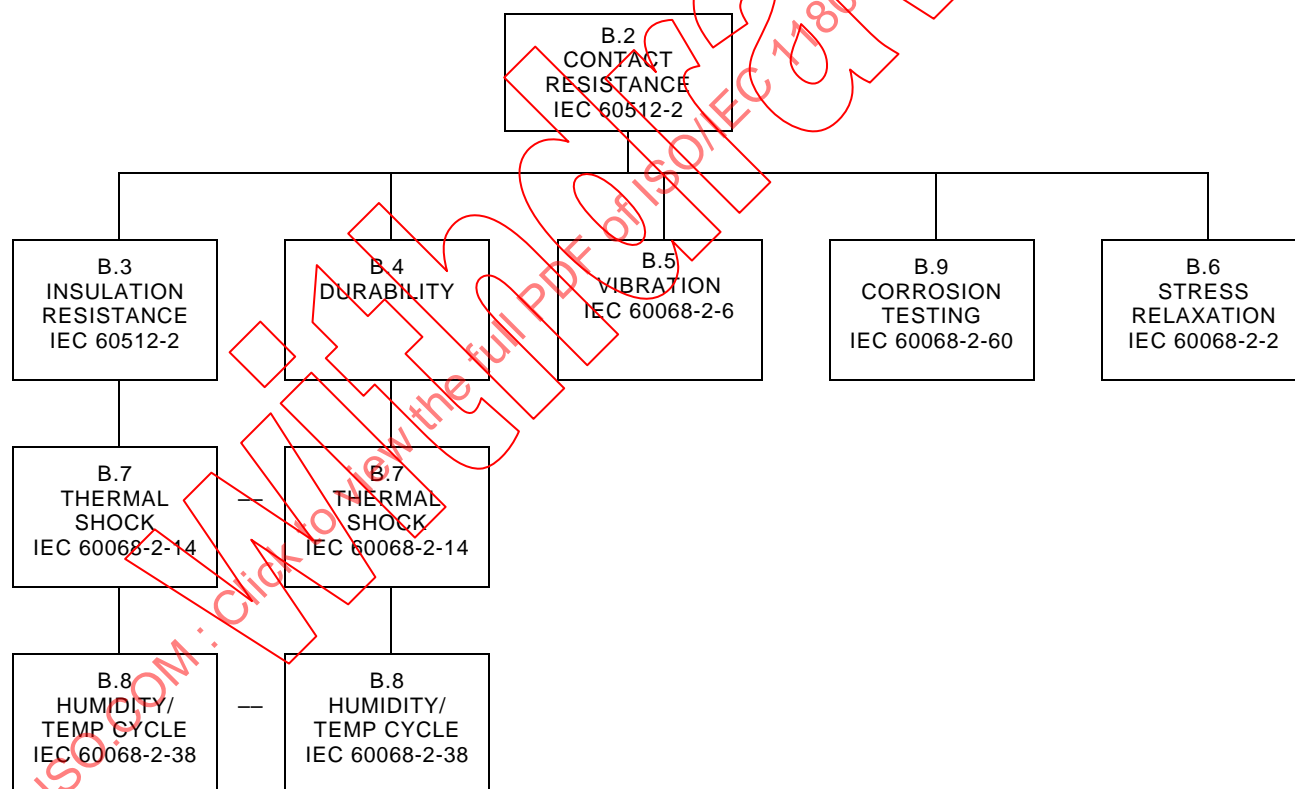 B.2
CONTACT
RESISTANCE
IEC 60512-2
B.3
INSULATION
RESISTANCE
IEC 60512-2
B.4
DURABILITY
B.5
VIBRATION
IEC 60068-2-6
B.9
CORROSION
TESTING
IEC 60068-2-60
B.6
STRESS
RELAXATION
IEC 60068-2-2
B.7
THERMAL
SHOCK
IEC 60068-2-14
—
B.7
THERMAL
SHOCK
IEC 60068-2-14
B.8
HUMIDITY/
TEMP CYCLE
IEC 60068-2-38
—
B.8
HUMIDITY/
TEMP CYCLE
IEC 60068-2-38
ISO.COM : Click to view the full PDF of ISO/IEC 1180
Withdra